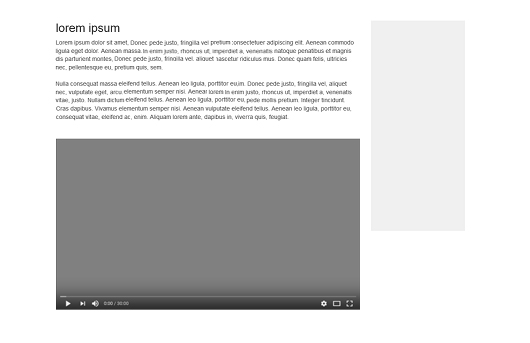 lorem ipsum
Lorem ipsum dolor sit amet, Donec pede justo, fringilla vel pretium consectetuer adipiscing elit. Aenean commodo
ligula eget dolor. Aenean massa In enim justo, rhoncus ut, imperdiet a, venenatis natoque penatibus et magnis
dis parturient montes, Donec pede justo, fringilla vel, aliquet nascetur ridiculus mus. Donec quam felis, ultricies
nec, pellentesque eu, pretium quis, sem.
Nulla consequat massa eleifend tellus. Aenean leo ligula, porttitor eu, in. Donec pede justo, fringilla vel, aliquet
nec, vulputate eget, arcu elementum semper nisi. Aenean lorem In enim justo, rhoncus ut, imperdiet a, venenatis
vitae, justo. Nullam dictum eleifend tellus. Aenean leo ligula, porttitor eu, pede mollis pretium. Integer tincidunt.
Cras dapibus. Vivamus elementum semper nisi. Aenean vulputate eleifend tellus. Aenean leo ligula, porttitor eu,
consequat vitae, eleifend ac, enim. Aliquam lorem ante, dapibus in, viverra quis, feugiat.
0:00 / 30:00